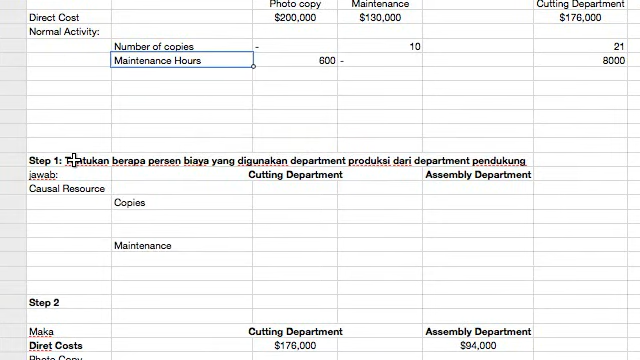 Photo copy Maintenance Cutting Department
Direct Cost $200,000 $130,000 $176,000
Normal Activity:
Number of copies - 10 21
Maintenance Hours 600 - 8000
Step 1: Tentukan berapa persen biaya yang digunakan department produksi dari department pendukung
jawab: Cutting Department Assembly Department
Causal Resource
Copies
Maintenance
Step 2
Maka Cutting Department Assembly Department
Diret Costs $176,000 $94,000
Photo Copy